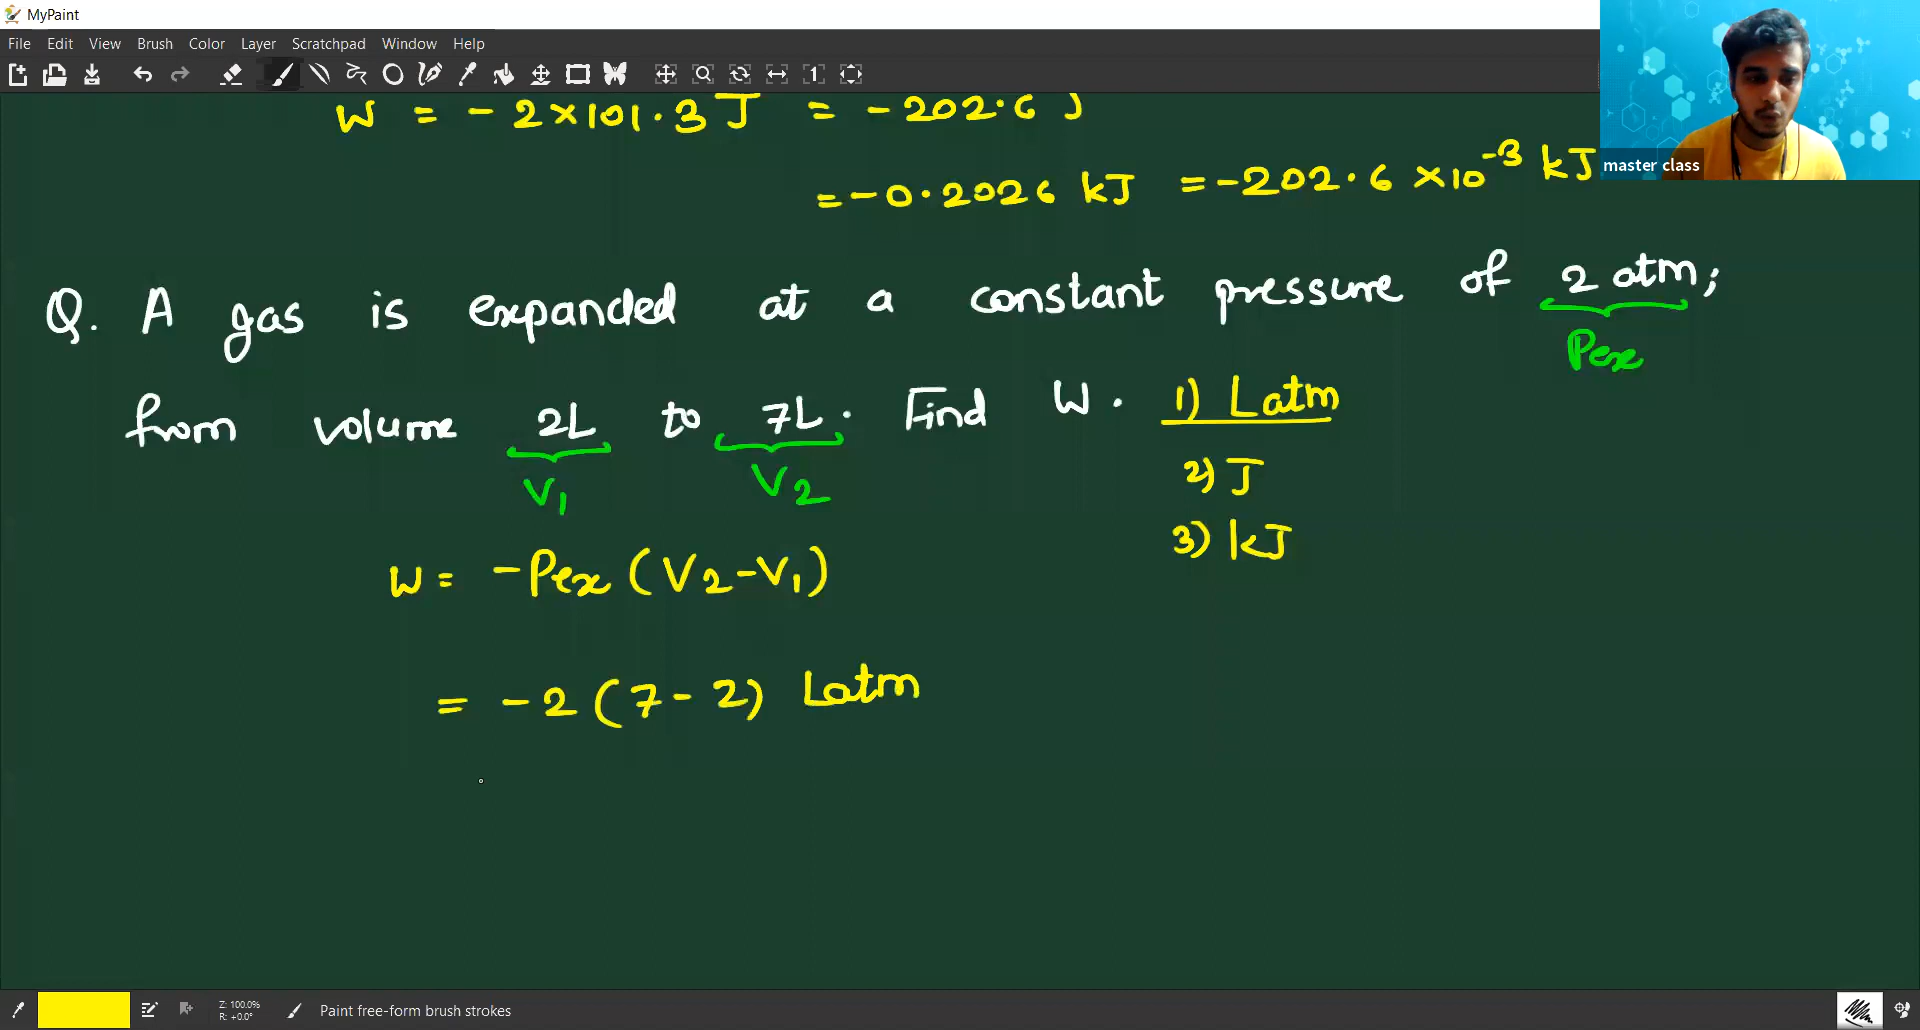 MyPaint
File Edit View Brush Color Layer Scratchpad Window Help
W = - 2 × 101.3 J = - 202.6 J
= - 0.2026 kJ = - 202.6 × 10⁻³ kJ
master class
Q. A gas is expanded at a constant pressure of 2 atm;
Pex
from volume 2L to 7L. Find W. 1) Latm
V₁ V₂ 2) J
3) kJ
W = - Pex (V₂ - V₁)
= - 2 (7 - 2) Latm
Z: 100.0%
R: +0.0°
Paint free-form brush strokes